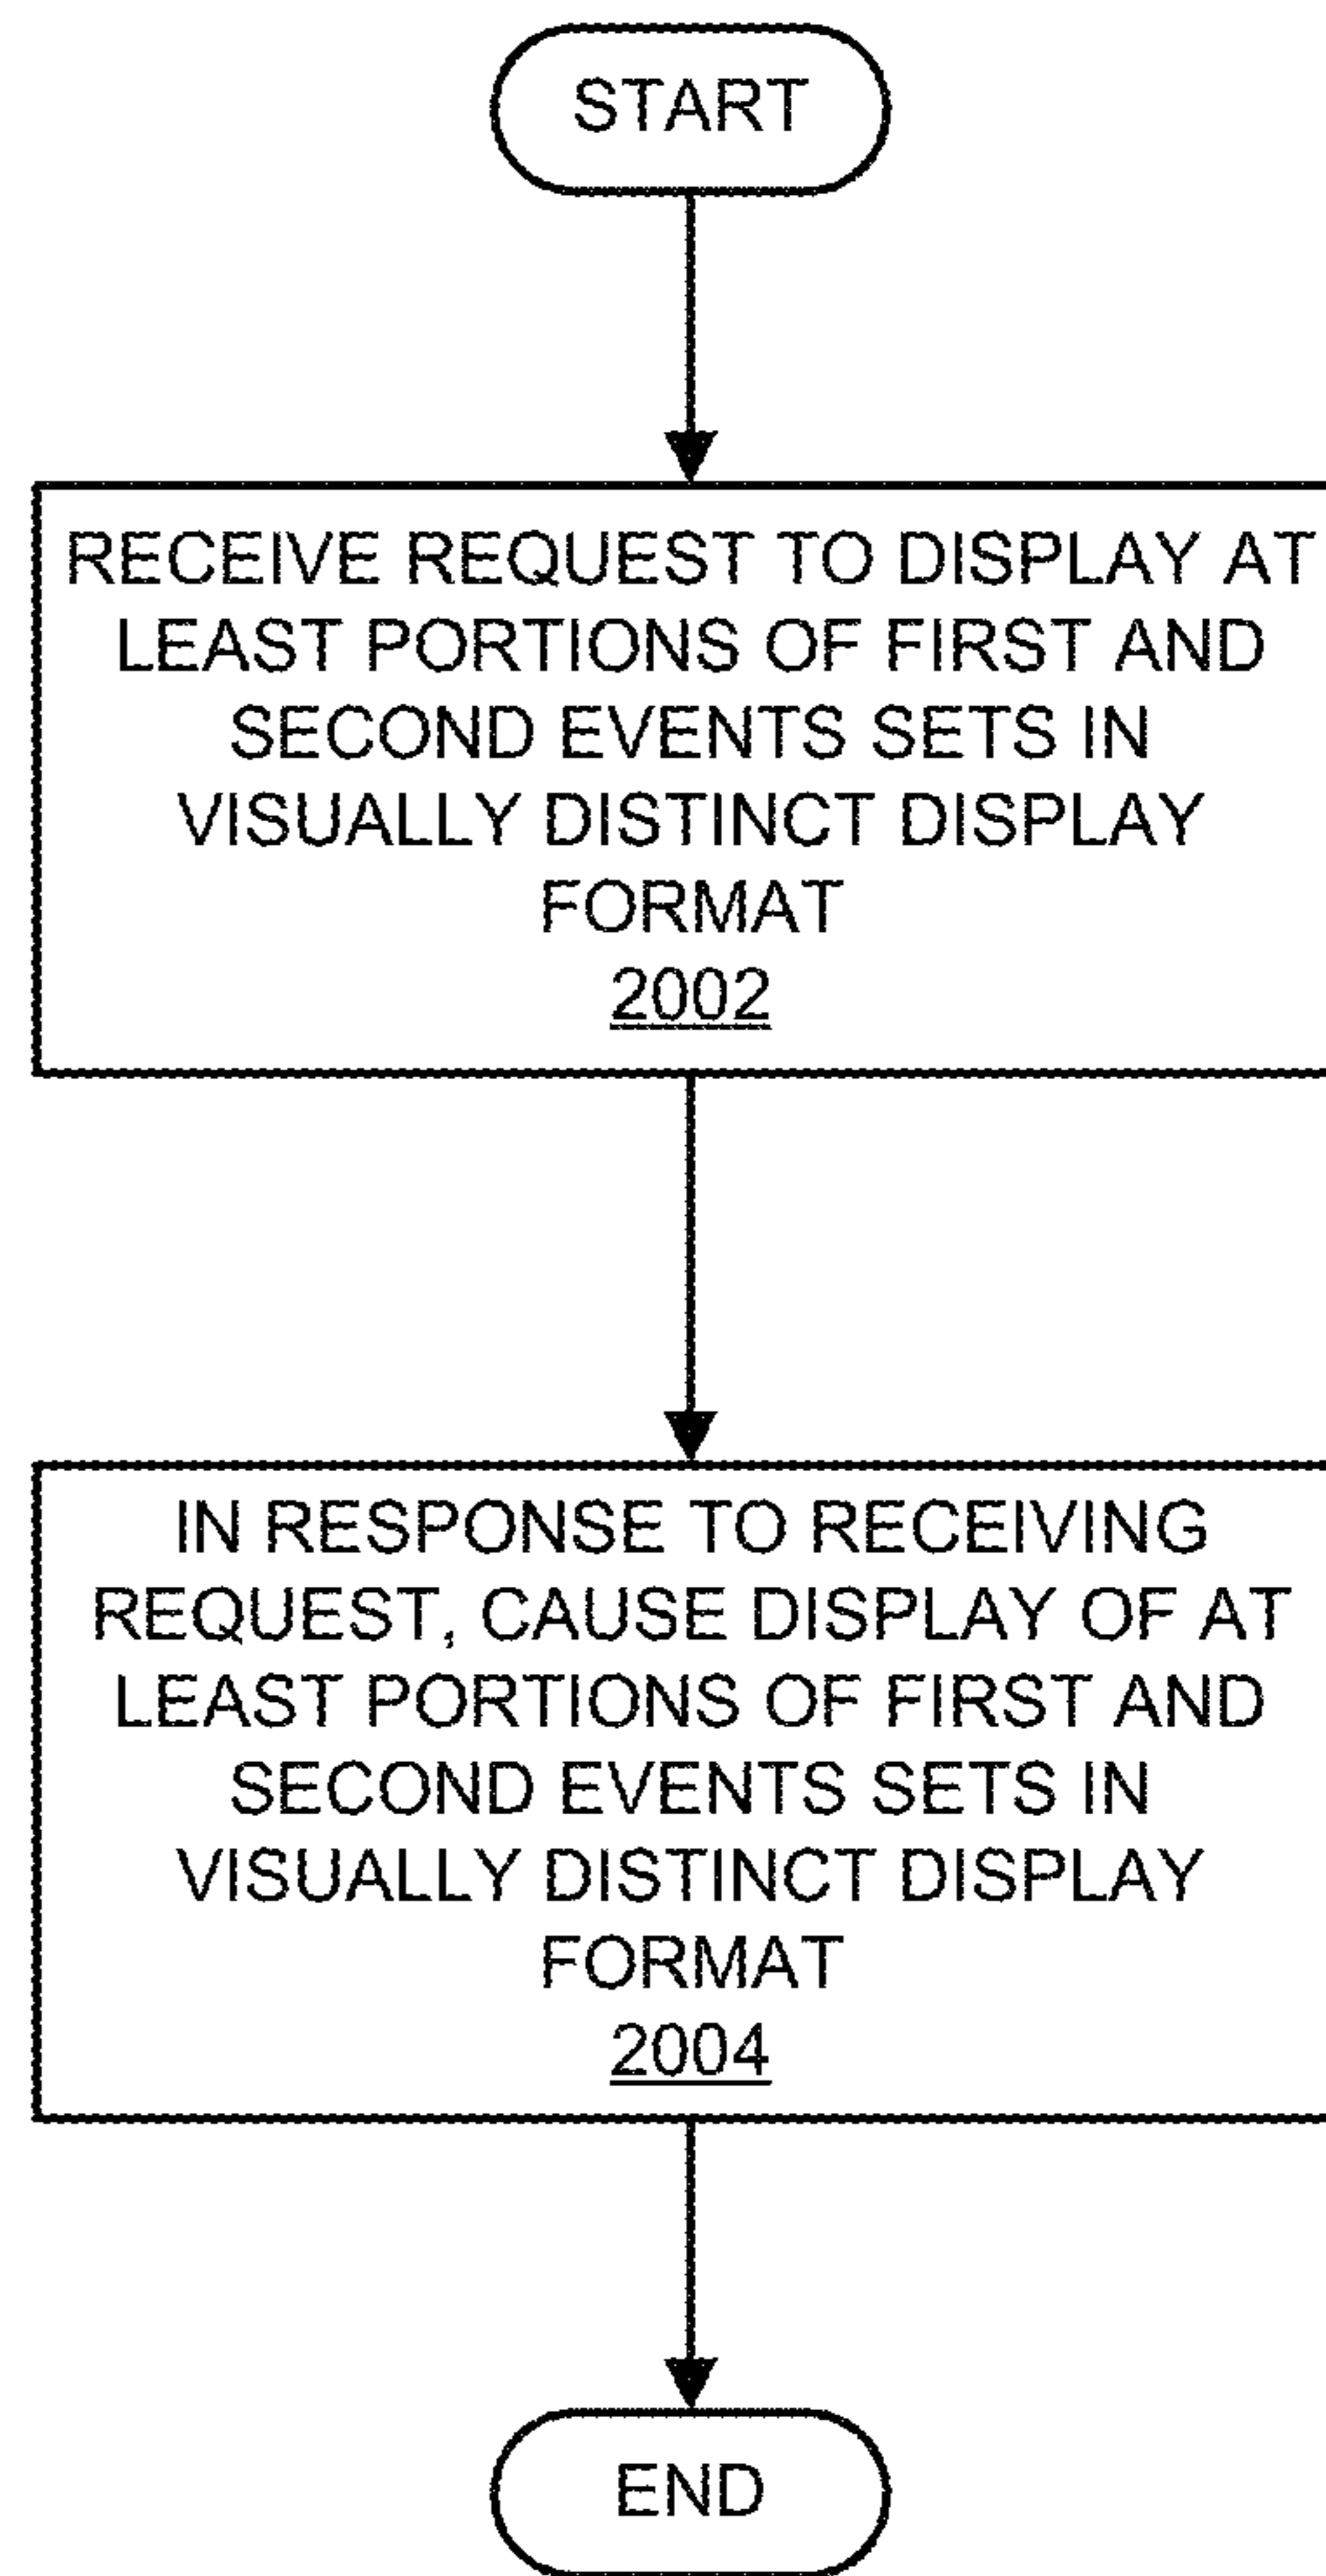 START
RECEIVE REQUEST TO DISPLAY AT
LEAST PORTIONS OF FIRST AND
SECOND EVENTS SETS IN
VISUALLY DISTINCT DISPLAY
FORMAT
2002
IN RESPONSE TO RECEIVING
REQUEST, CAUSE DISPLAY OF AT
LEAST PORTIONS OF FIRST AND
SECOND EVENTS SETS IN
VISUALLY DISTINCT DISPLAY
FORMAT
2004
END